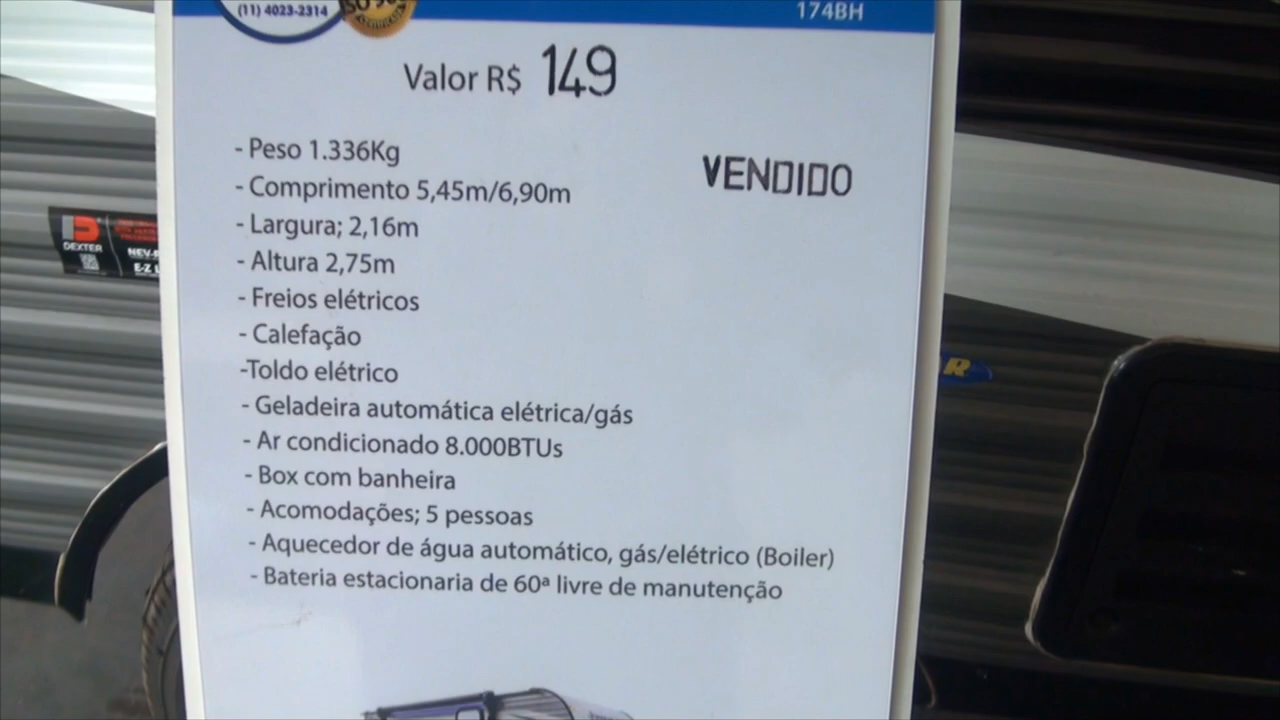 (11) 4023-2314
174BH
Valor R$ 149
- Peso 1.336Kg
VENDIDO
- Comprimento 5,45m/6,90m
- Largura; 2,16m
- Altura 2,75m
- Freios elétricos
- Calefação
-Toldo elétrico
- Geladeira automática elétrica/gás
- Ar condicionado 8.000BTUs
- Box com banheira
- Acomodações; 5 pessoas
- Aquecedor de água automático, gás/elétrico (Boiler)
- Bateria estacionaria de 60ª livre de manutenção
DEXTER